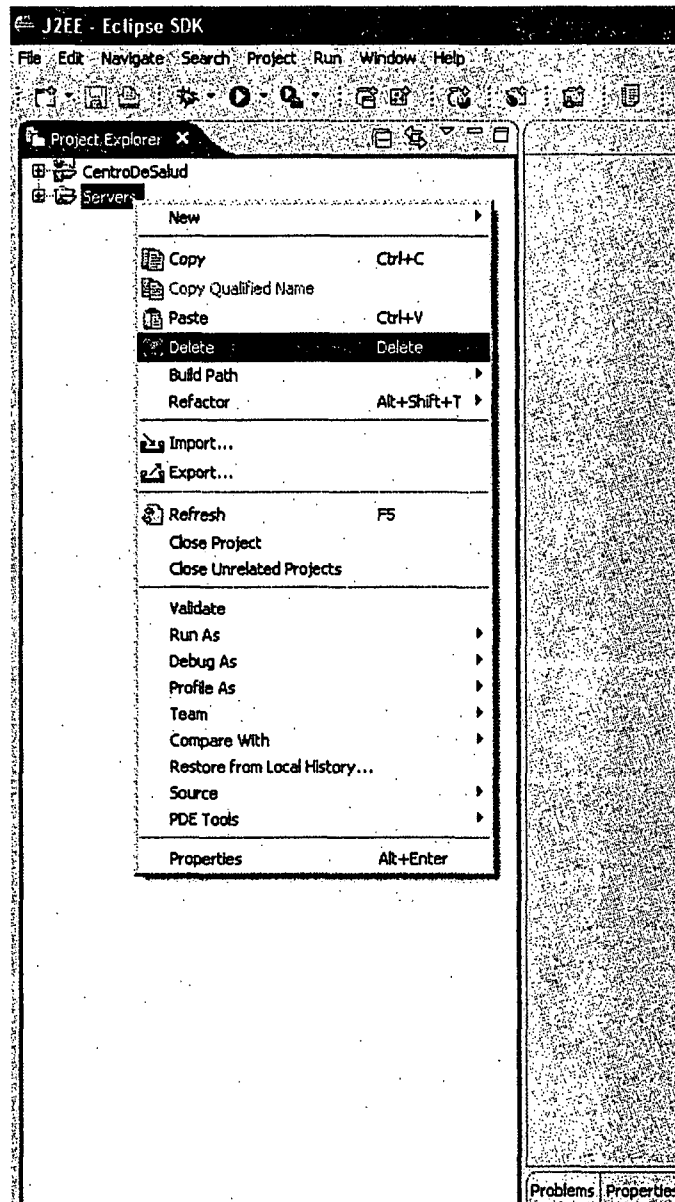 J2EE - Eclipse SDK
File Edit Navigate Search Project Run Window Help
Project Explorer
CentroDeSalud
Servers
New
Copy Ctrl+C
Copy Qualified Name
Paste Ctrl+V
Delete Delete
Build Path
Refactor Alt+Shift+T
Import...
Export...
Refresh F5
Close Project
Close Unrelated Projects
Validate
Run As
Debug As
Profile As
Team
Compare With
Restore from Local History...
Source
PDE Tools
Properties Alt+Enter
Problems Properties